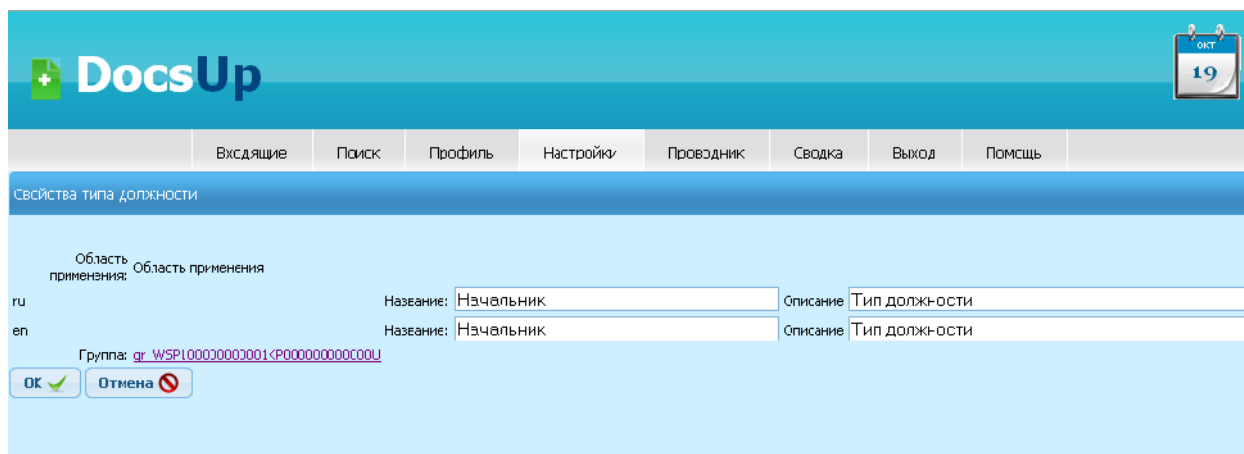 DocsUp
окт
19
Входящие Поиск Профиль Настройки Проводник Сводка Выход Помощь
Свойства типа должности
Область
применения: Область применения
ru Название: Начальник Описание Тип должности
en Название: Начальник Описание Тип должности
Группа:
OK Отмена